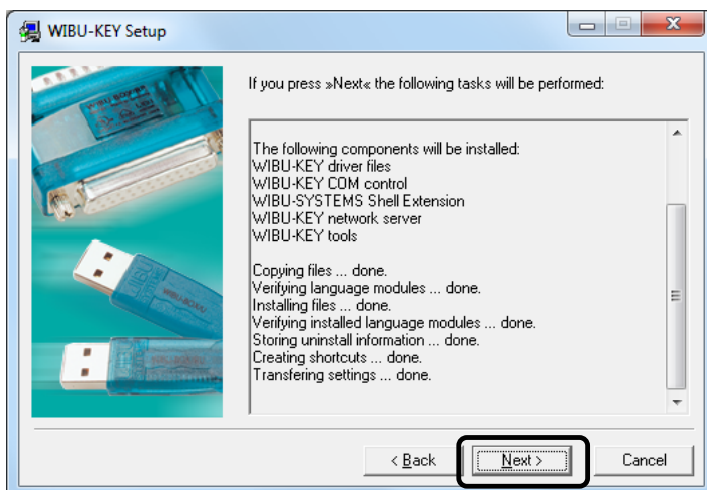 WIBU-KEY Setup
If you press »Next« the following tasks will be performed:
The following components will be installed:
WIBU-KEY driver files
WIBU-KEY COM control
WIBU-SYSTEMS Shell Extension
WIBU-KEY network server
WIBU-KEY tools
Copying files ... done.
Verifying language modules ... done.
Installing files ... done.
Verifying installed language modules ... done.
Storing uninstall information ... done.
Creating shortcuts ... done.
Transfering settings ... done.
< Back
Next >
Cancel